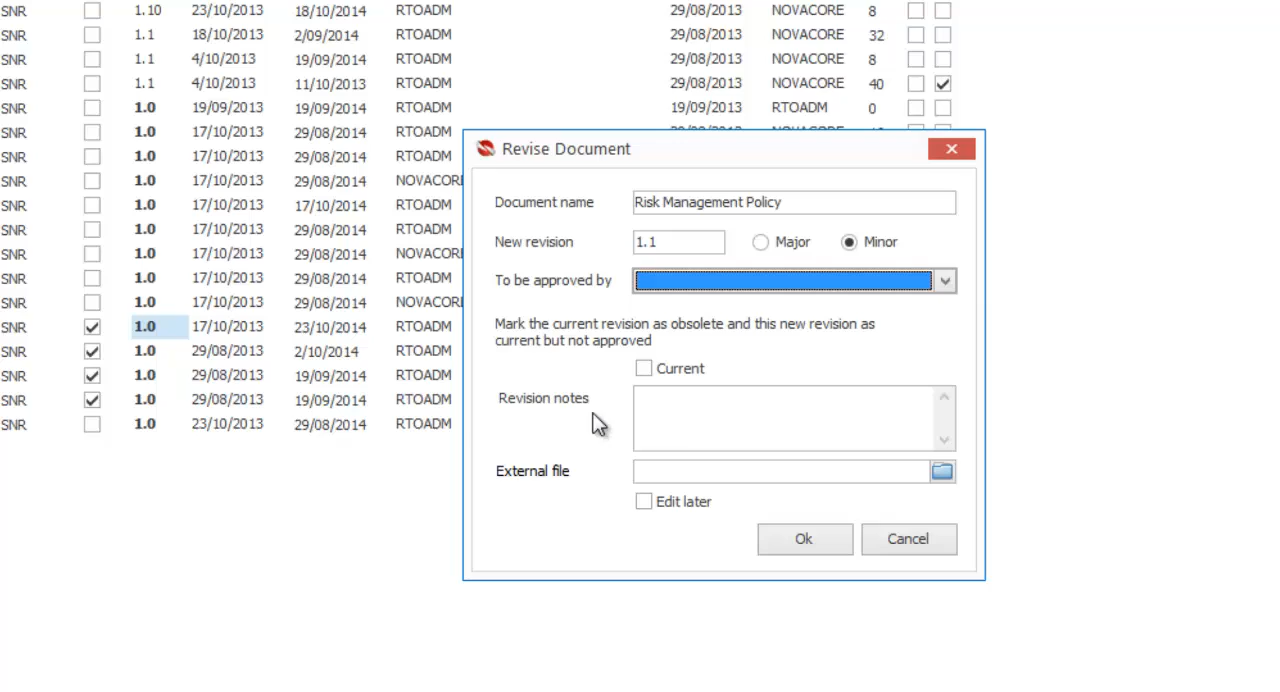 SNR 1.10 23/10/2013 18/10/2014 RTOADM 29/08/2013 NOVACORE 8
SNR 1.1 18/10/2013 2/09/2014 RTOADM 29/08/2013 NOVACORE 32
SNR 1.1 4/10/2013 19/09/2014 RTOADM 29/08/2013 NOVACORE 8
SNR 1.1 4/10/2013 11/10/2013 RTOADM 29/08/2013 NOVACORE 40
SNR 1.0 19/09/2013 19/09/2014 RTOADM 19/09/2013 RTOADM 0
SNR 1.0 17/10/2013 29/08/2014 RTOADM 29/08/2013 NOVACORE
SNR 1.0 17/10/2013 29/08/2014 RTOADM
SNR 1.0 17/10/2013 29/08/2014 NOVACORE
SNR 1.0 17/10/2013 17/10/2014 RTOADM
SNR 1.0 17/10/2013 29/08/2014 RTOADM
SNR 1.0 17/10/2013 29/08/2014 NOVACORE
SNR 1.0 17/10/2013 29/08/2014 RTOADM
SNR 1.0 17/10/2013 29/08/2014 NOVACORE
SNR 1.0 17/10/2013 23/10/2014 RTOADM
SNR 1.0 29/08/2013 2/10/2014 RTOADM
SNR 1.0 29/08/2013 19/09/2014 RTOADM
SNR 1.0 29/08/2013 19/09/2014 RTOADM
SNR 1.0 23/10/2013 29/08/2014 RTOADM
Revise Document
Document name Risk Management Policy
New revision 1.1 Major Minor
To be approved by
Mark the current revision as obsolete and this new revision as
current but not approved
Current
Revision notes
External file
Edit later
Ok Cancel